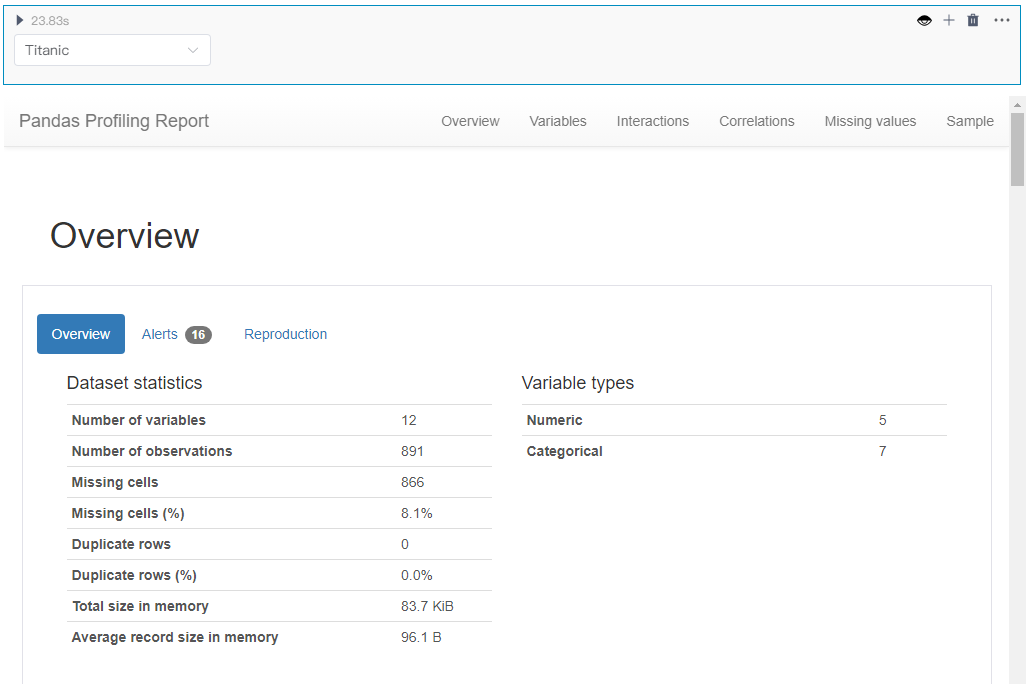 23.83s
Titanic
Pandas Profiling Report Overview Variables Interactions Correlations Missing values Sample
Overview
Overview Alerts 16 Reproduction
Dataset statistics
Number of variables 12
Number of observations 891
Missing cells 866
Missing cells (%) 8.1%
Duplicate rows 0
Duplicate rows (%) 0.0%
Total size in memory 83.7 KiB
Average record size in memory 96.1 B
Variable types
Numeric 5
Categorical 7